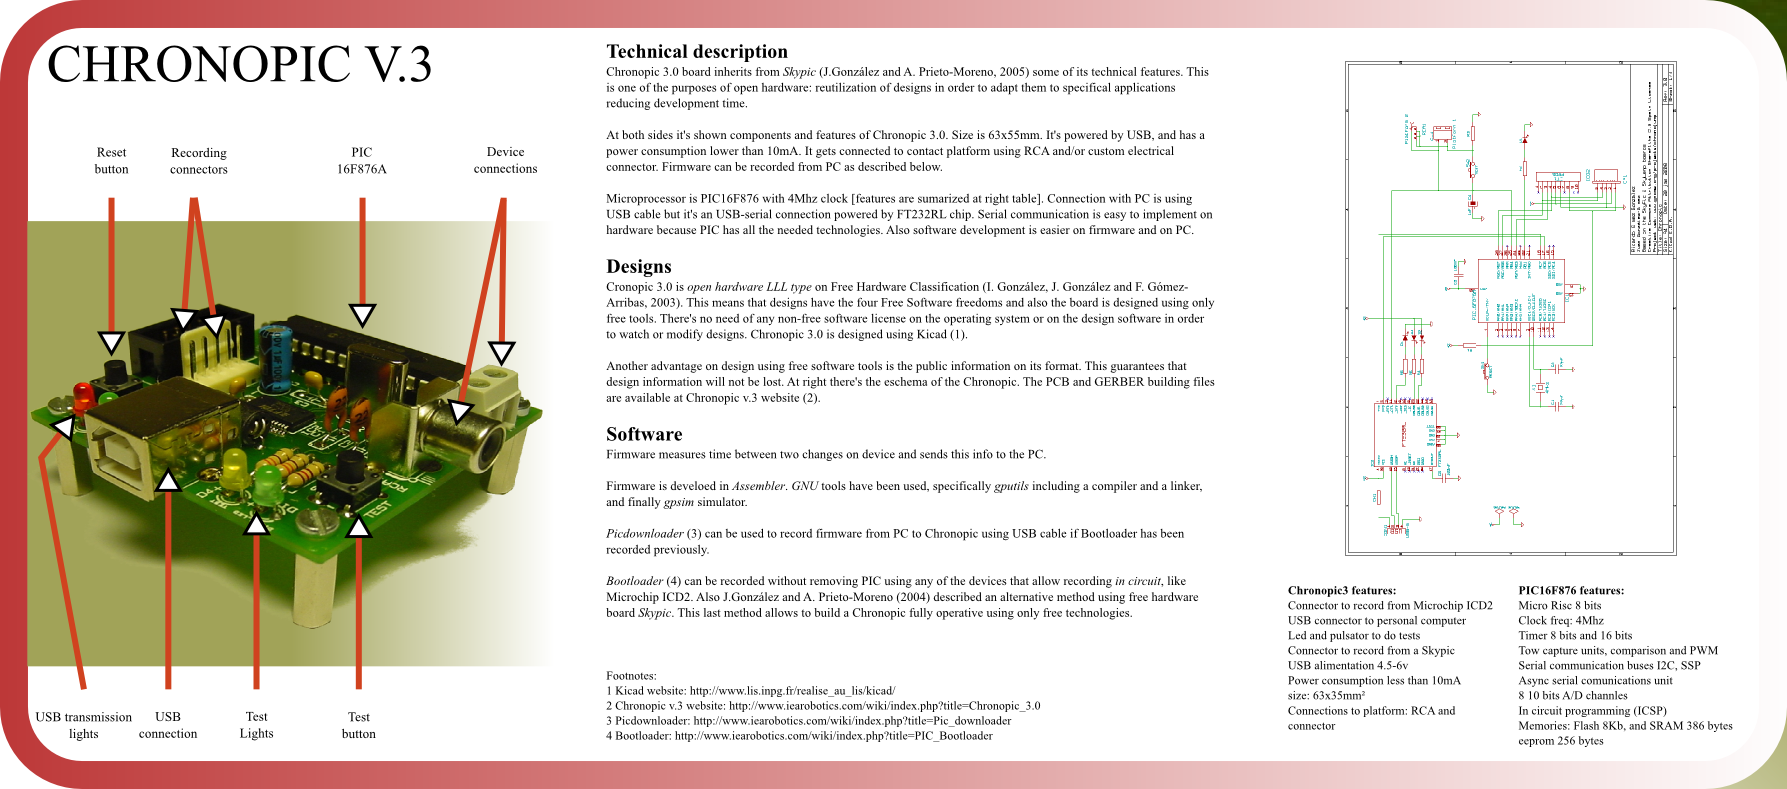 CHRONOPIC V.3
Reset
button
Recording
connectors
PIC
16F876A
Device
connections
TEST
RCA
USB transmission
lights
USB
connection
Test
Lights
Test
button
Technical description
Chronopic 3.0 board inherits from Skypic (J.González and A. Prieto-Moreno, 2005) some of its technical features. This
is one of the purposes of open hardware: reutilization of designs in order to adapt them to specifical applications
reducing development time.
At both sides it's shown components and features of Chronopic 3.0. Size is 63x55mm. It's powered by USB, and has a
power consumption lower than 10mA. It gets connected to contact platform using RCA and/or custom electrical
connector. Firmware can be recorded from PC as described below.
Microprocessor is PIC16F876 with 4Mhz clock [features are sumarized at right table]. Connection with PC is using
USB cable but it's an USB-serial connection powered by FT232RL chip. Serial communication is easy to implement on
hardware because PIC has all the needed technologies. Also software development is easier on firmware and on PC.
Designs
Cronopic 3.0 is open hardware LLL type on Free Hardware Classification (I. González, J. González and F. Gómez-
Arribas, 2003). This means that designs have the four Free Software freedoms and also the board is designed using only
free tools. There's no need of any non-free software license on the operating system or on the design software in order
to watch or modify designs. Chronopic 3.0 is designed using Kicad (1).
Another advantage on design using free software tools is the public information on its format. This guarantees that
design information will not be lost. At right there's the eschema of the Chronopic. The PCB and GERBER building files
are available at Chronopic v.3 website (2).
Software
Firmware measures time between two changes on device and sends this info to the PC.
Firmware is develoed in Assembler. GNU tools have been used, specifically gputils including a compiler and a linker,
and finally gpsim simulator.
Picdownloader (3) can be used to record firmware from PC to Chronopic using USB cable if Bootloader has been
recorded previously.
Bootloader (4) can be recorded without removing PIC using any of the devices that allow recording in circuit, like
Microchip ICD2. Also J.González and A. Prieto-Moreno (2004) described an alternative method using free hardware
board Skypic. This last method allows to build a Chronopic fully operative using only free technologies.
Footnotes:
1 Kicad website: http://www.lis.inpg.fr/realise_au_lis/kicad/
2 Chronopic v.3 website: http://www.iearobotics.com/wiki/index.php?title=Chronopic_3.0
3 Picdownloader: http://www.iearobotics.com/wiki/index.php?title=Pic_downloader
4 Bootloader: http://www.iearobotics.com/wiki/index.php?title=PIC_Bootloader
FT232RL
Chronopic3 features:
Connector to record from Microchip ICD2
USB connector to personal computer
Led and pulsator to do tests
Connector to record from a Skypic
USB alimentation 4.5-6v
Power consumption less than 10mA
size: 63x35mm²
Connections to platform: RCA and
connector
PIC16F876 features:
Micro Risc 8 bits
Clock freq: 4Mhz
Timer 8 bits and 16 bits
Tow capture units, comparison and PWM
Serial communication buses I2C, SSP
Async serial comunications unit
8 10 bits A/D channles
In circuit programming (ICSP)
Memories: Flash 8Kb, and SRAM 386 bytes
eeprom 256 bytes